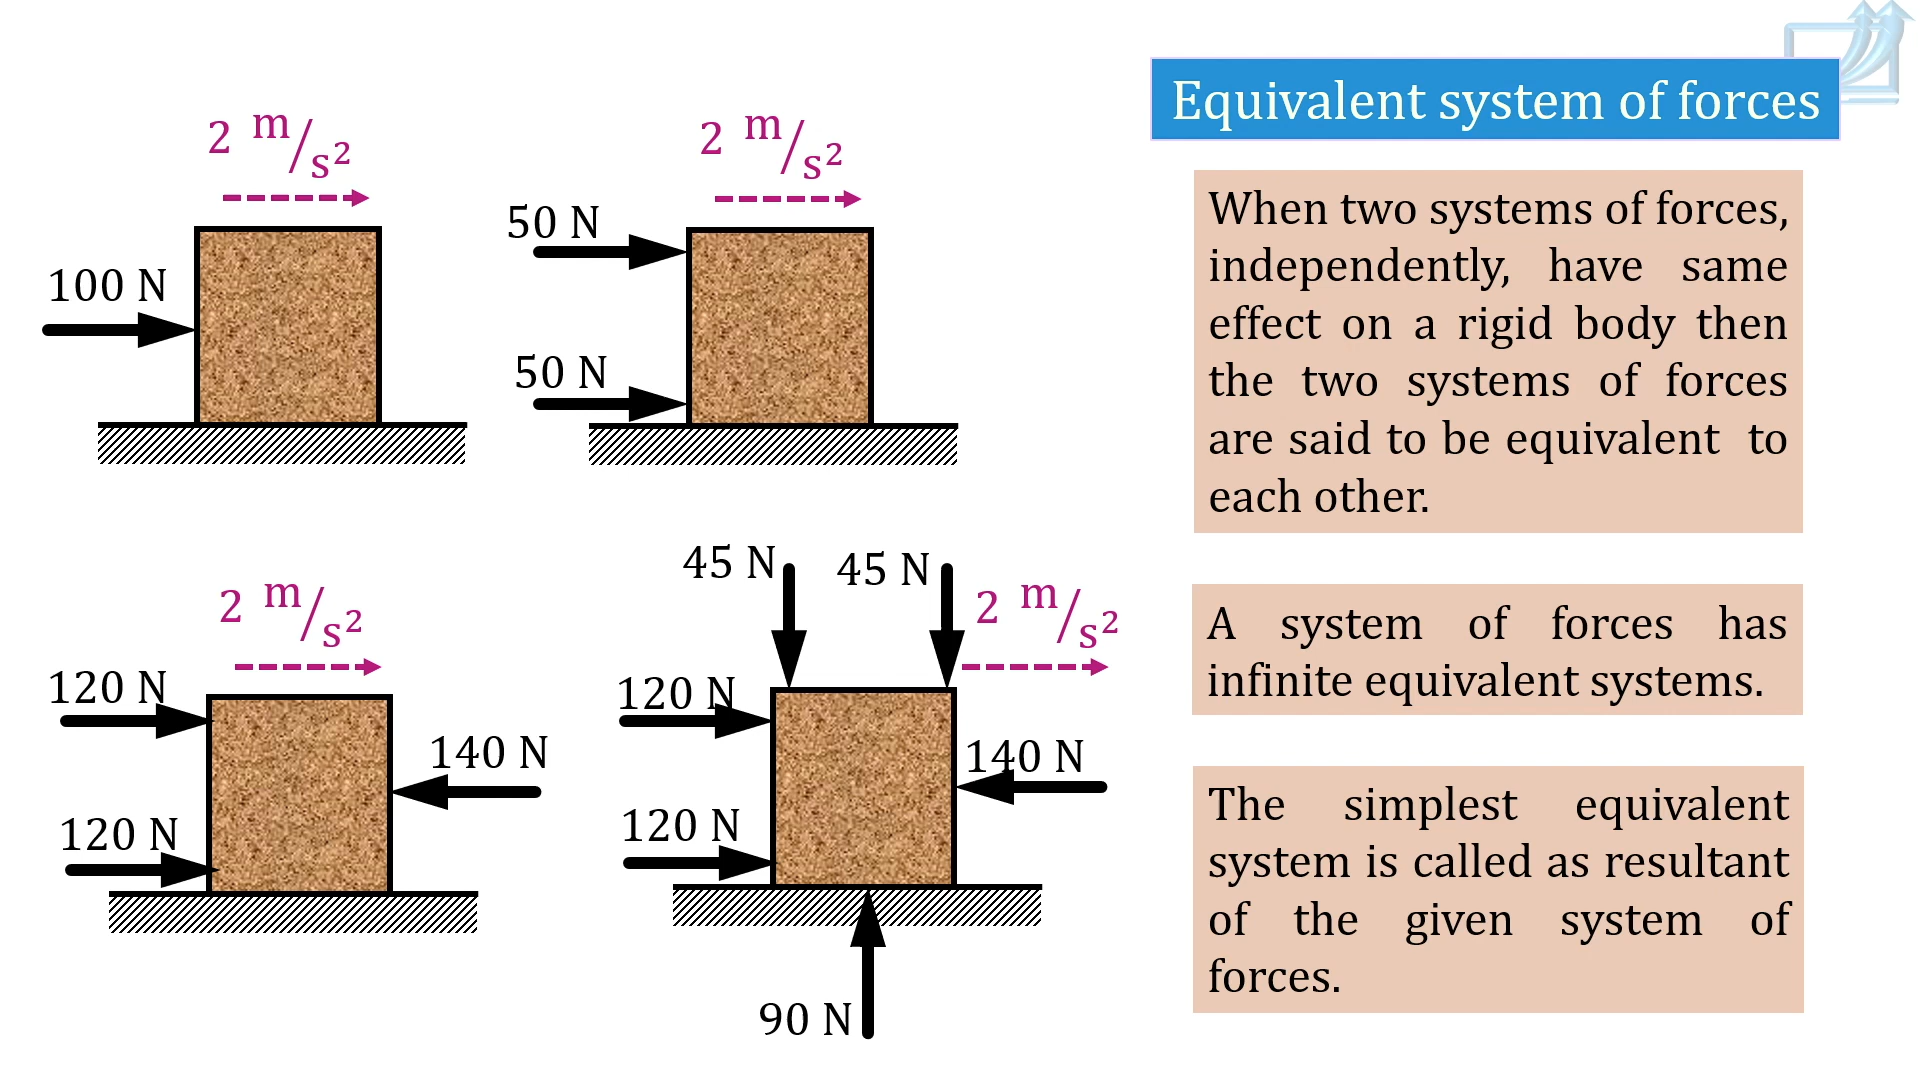 Equivalent system of forces
2 m/s²
100 N
2 m/s²
50 N
50 N
2 m/s²
120 N
140 N
120 N
45 N
45 N
2 m/s²
120 N
140 N
120 N
90 N
When two systems of forces,
independently, have same
effect on a rigid body then
the two systems of forces
are said to be equivalent to
each other.
A system of forces has
infinite equivalent systems.
The simplest equivalent
system is called as resultant
of the given system of
forces.